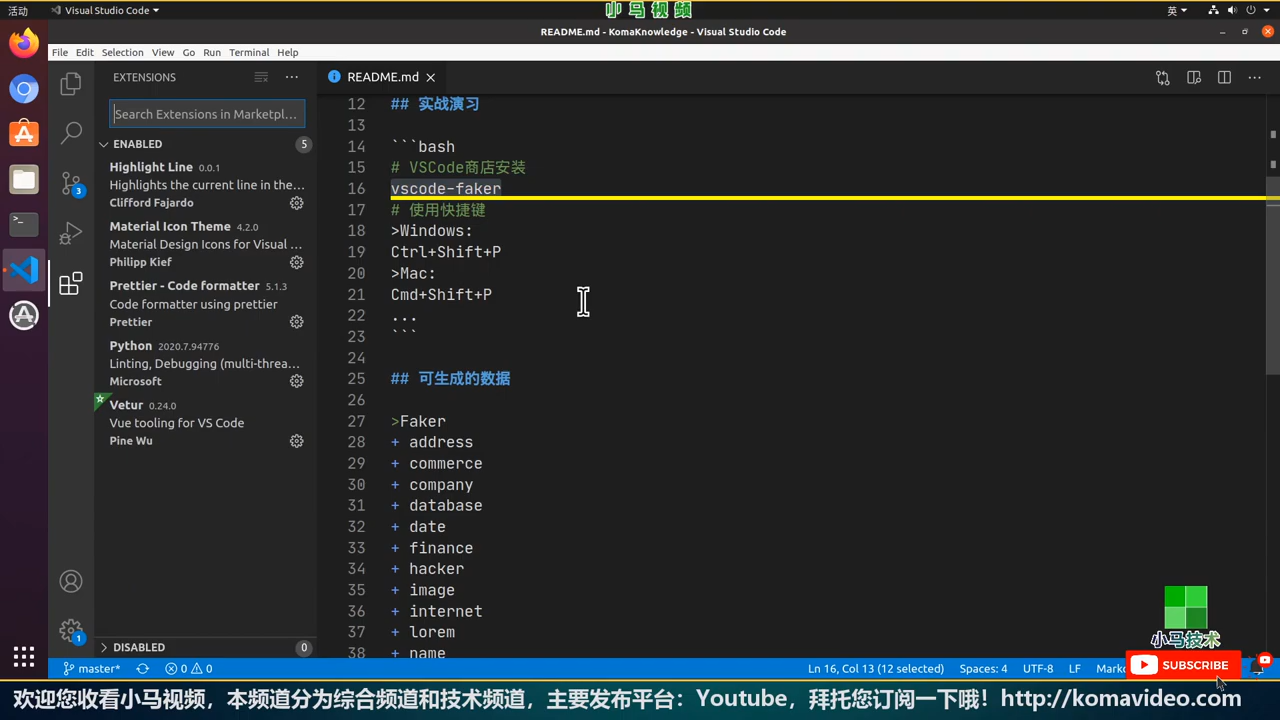 活动
Visual Studio Code
小马视频
英
README.md - KomaKnowledge - Visual Studio Code
File Edit Selection View Go Run Terminal Help
EXTENSIONS
Search Extensions in Marketpl...
ENABLED 5
Highlight Line 0.0.1
Highlights the current line in the...
Clifford Fajardo
Material Icon Theme 4.2.0
Material Design Icons for Visual ...
Philipp Kief
Prettier - Code formatter 5.1.3
Code formatter using prettier
Prettier
Python 2020.7.94776
Linting, Debugging (multi-threa...
Microsoft
Vetur 0.24.0
Vue tooling for VS Code
Pine Wu
DISABLED 0
3
1
README.md
12 ## 实战演习
13
14 ```bash
15 # VSCode商店安装
16 vscode-faker
17 # 使用快捷键
18 >Windows:
19 Ctrl+Shift+P
20 >Mac:
21 Cmd+Shift+P
22 ...
23 ```
24
25 ## 可生成的数据
26
27 >Faker
28 + address
29 + commerce
30 + company
31 + database
32 + date
33 + finance
34 + hacker
35 + image
36 + internet
37 + lorem
38 + name
小马技术
SUBSCRIBE
master* 0 0 Ln 16, Col 13 (12 selected) Spaces: 4 UTF-8 LF
欢迎您收看小马视频，本频道分为综合频道和技术频道，主要发布平台：Youtube，拜托您订阅一下哦！http://komavideo.com